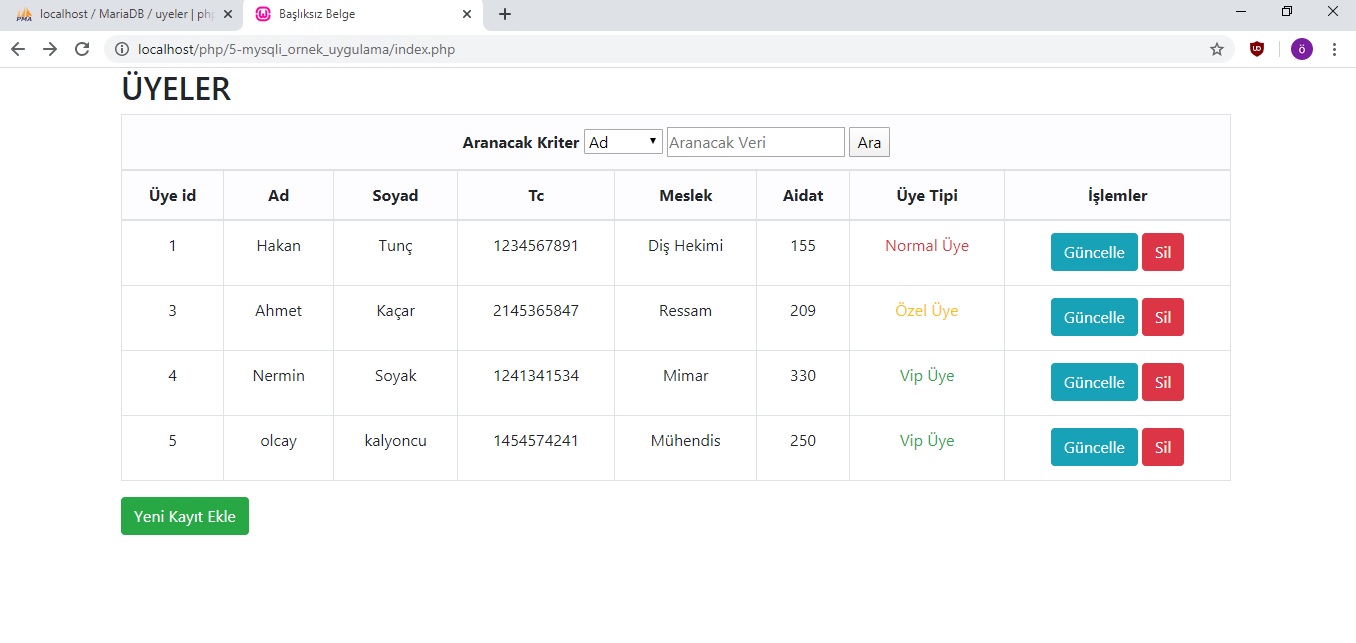 localhost / MariaDB / uyeler | php
Başlıksız Belge
localhost/php/5-mysqli_ornek_uygulama/index.php
ö
ÜYELER
Aranacak Kriter Ad Aranacak Veri Ara
Üye id Ad Soyad Tc Meslek Aidat Üye Tipi İşlemler
1 Hakan Tunç 1234567891 Diş Hekimi 155 Normal Üye Güncelle Sil
3 Ahmet Kaçar 2145365847 Ressam 209 Özel Üye Güncelle Sil
4 Nermin Soyak 1241341534 Mimar 330 Vip Üye Güncelle Sil
5 olcay kalyoncu 1454574241 Mühendis 250 Vip Üye Güncelle Sil
Yeni Kayıt Ekle